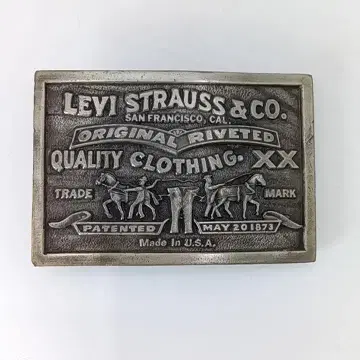 LEVI STRAUSS & CO.
SAN FRANCISCO, CAL.
ORIGINAL RIVETED
QUALITY CLOTHING. XX
TRADE MARK
PATENTED MAY 20 1873
Made In U.S.A.